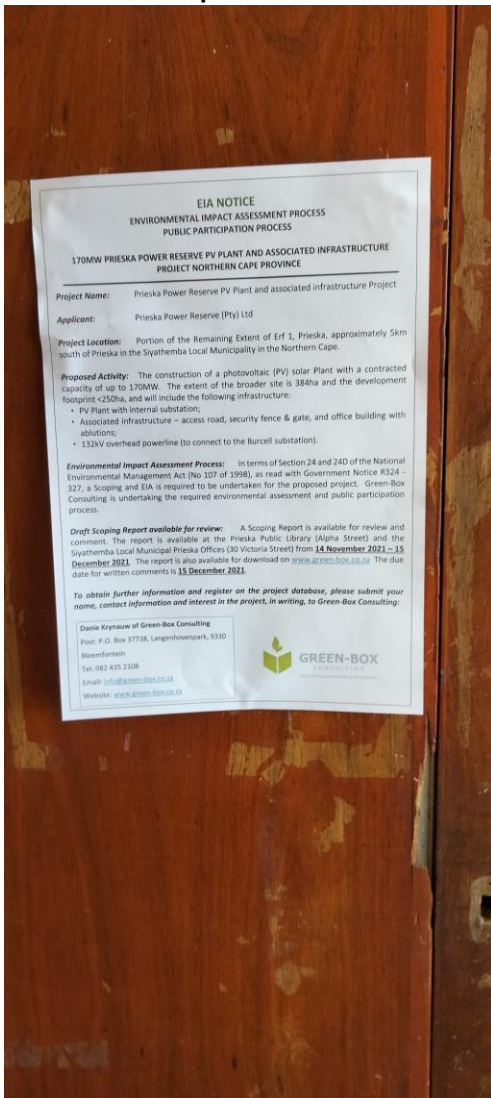 EIA NOTICE
ENVIRONMENTAL IMPACT ASSESSMENT PROCESS
PUBLIC PARTICIPATION PROCESS
170MW PRIESKA POWER RESERVE PV PLANT AND ASSOCIATED INFRASTRUCTURE
PROJECT NORTHERN CAPE PROVINCE
Project Name: Prieska Power Reserve PV Plant and associated infrastructure Project
Applicant: Prieska Power Reserve (Pty) Ltd
Project Location: Portion of the Remaining Extent of Erf 1, Prieska, approximately 5km
south of Prieska in the Siyathemba Local Municipality in the Northern Cape.
Proposed Activity: The construction of a photovoltaic (PV) solar Plant with a contracted
capacity of up to 170MW. The extent of the broader site is 384ha and the development
footprint <250ha, and will include the following infrastructure:
• PV Plant with internal substation;
• Associated infrastructure – access road, security fence & gate, and office building with
ablutions;
• 132kV overhead powerline (to connect to the Burcell substation).
Environmental Impact Assessment Process: In terms of Section 24 and 24D of the National
Environmental Management Act (No 107 of 1998), as read with Government Notice R324 -
327, a Scoping and EIA is required to be undertaken for the proposed project. Green-Box
Consulting is undertaking the required environmental assessment and public participation
process.
Draft Scoping Report available for review: A Scoping Report is available for review and
comment. The report is available at the Prieska Public Library (Alpha Street) and the
Siyathemba Local Municipal Prieska Offices (30 Victoria Street) from 14 November 2021 – 15
December 2021. The report is also available for download on www.green-box.co.za The due
date for written comments is 15 December 2021.
To obtain further information and register on the project database, please submit your
name, contact information and interest in the project, in writing, to Green-Box Consulting:
Danie Krynauw of Green-Box Consulting
Post: P.O. Box 37738, Langenhovenpark, 9330
Bloemfontein
Tel: 082 435 2108
Email: info@green-box.co.za
Website: www.green-box.co.za
GREEN-BOX
CONSULTING